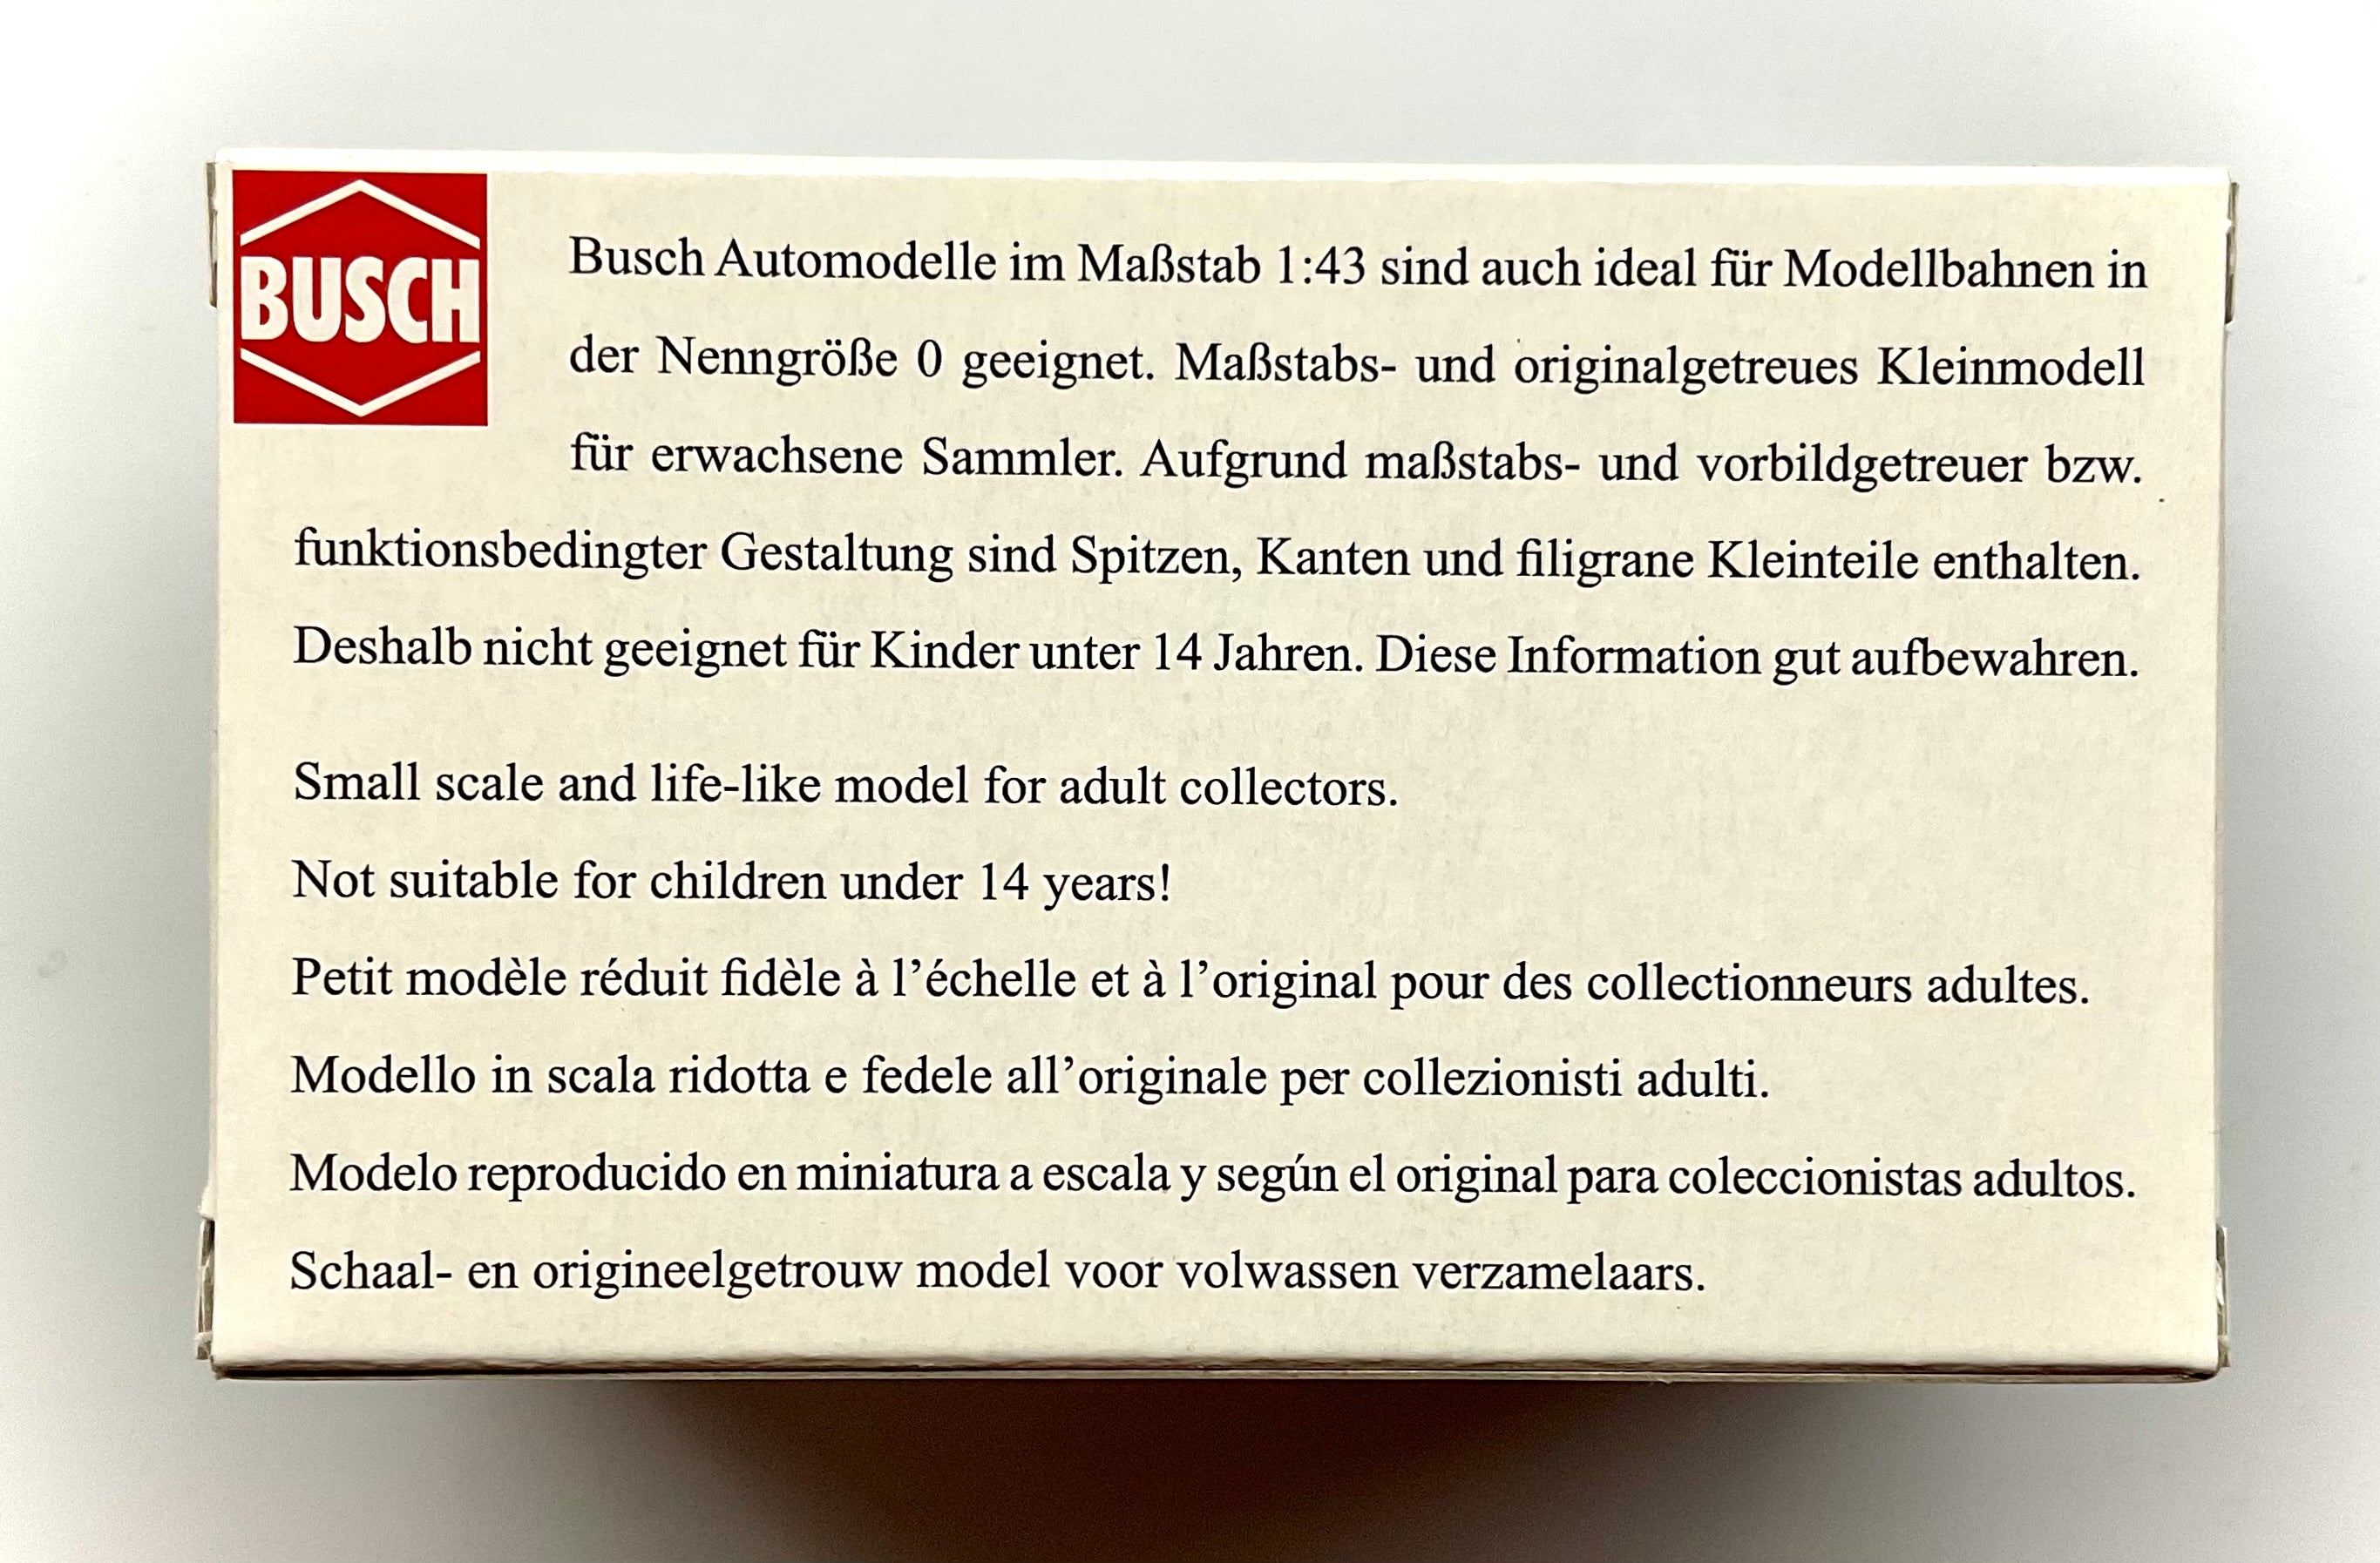 BUSCH
Busch Automodelle im Maßstab 1:43 sind auch ideal für Modellbahnen in
der Nenngröße 0 geeignet. Maßstabs- und originalgetreues Kleinmodell
für erwachsene Sammler. Aufgrund maßstabs- und vorbildgetreuer bzw.
funktionsbedingter Gestaltung sind Spitzen, Kanten und filigrane Kleinteile enthalten.
Deshalb nicht geeignet für Kinder unter 14 Jahren. Diese Information gut aufbewahren.
Small scale and life-like model for adult collectors.
Not suitable for children under 14 years!
Petit modèle réduit fidèle à l’échelle et à l’original pour des collectionneurs adultes.
Modello in scala ridotta e fedele all’originale per collezionisti adulti.
Modelo reproducido en miniatura a escala y según el original para coleccionistas adultos.
Schaal- en origineelgetrouw model voor volwassen verzamelaars.